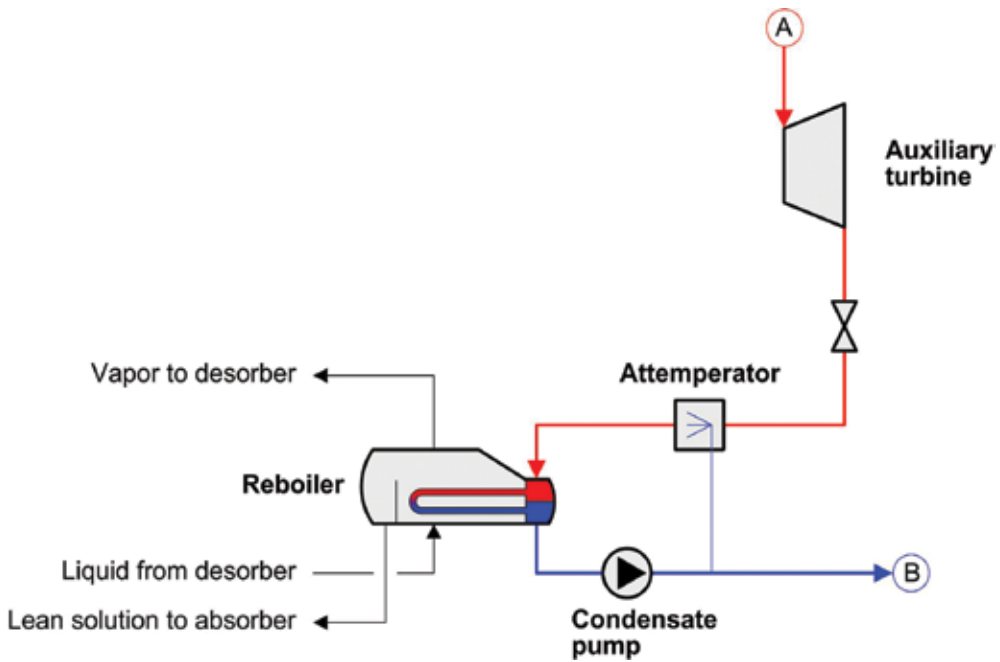 A
Auxiliary
turbine
Vapor to desorber
Attemperator
Reboiler
Liquid from desorber
B
Lean solution to absorber
Condensate
pump